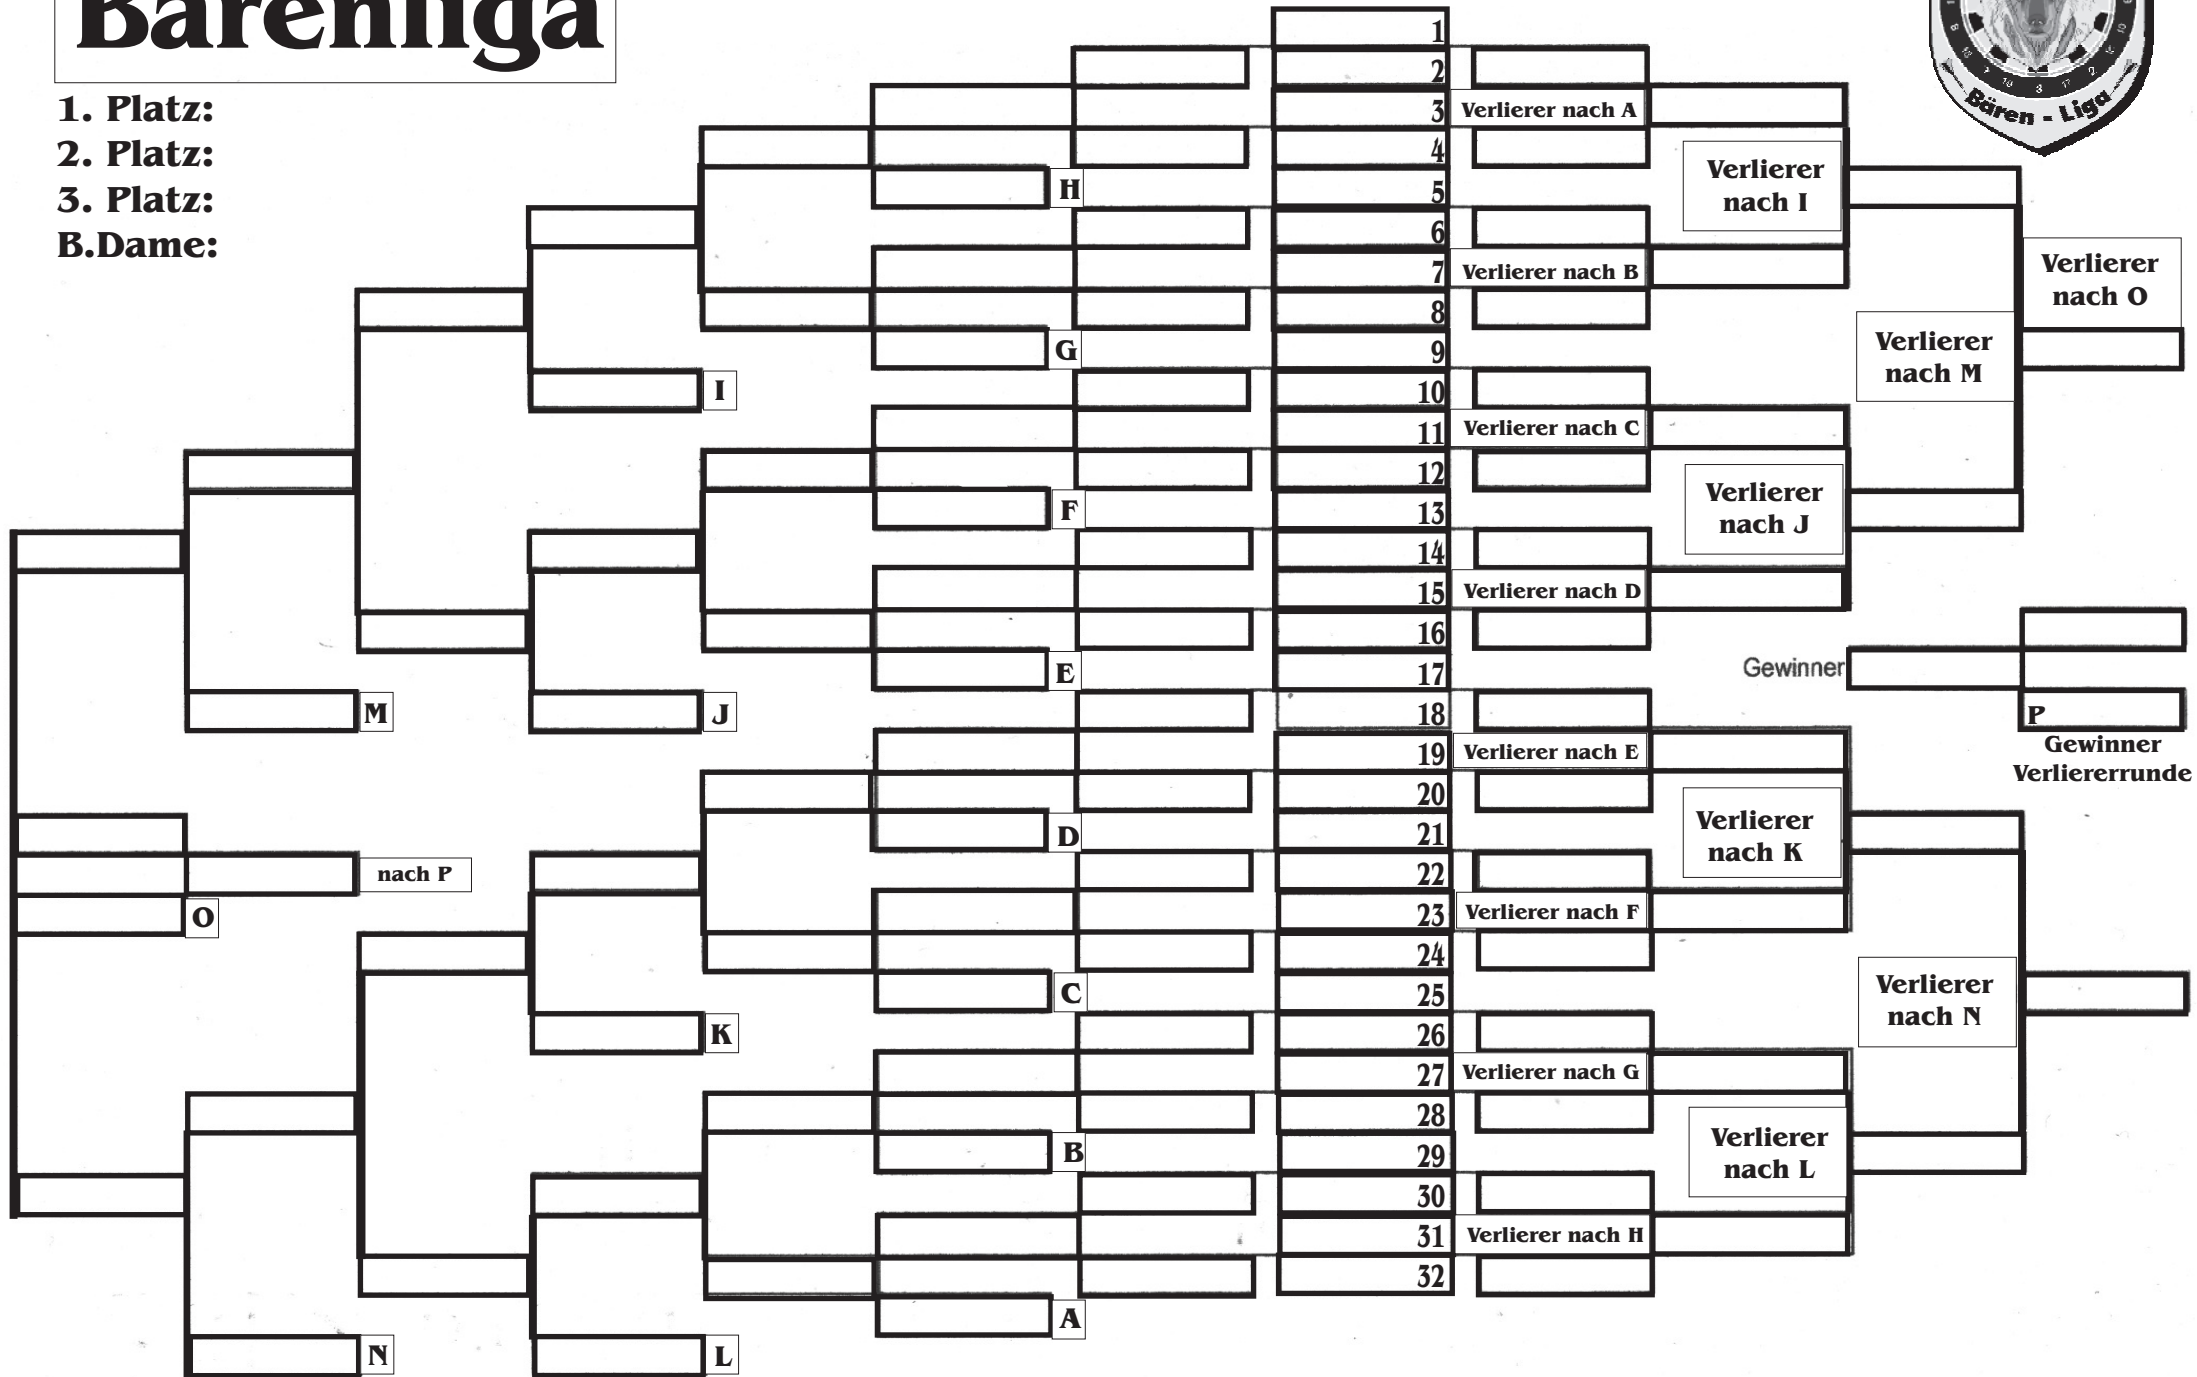 Bärenliga
1. Platz:
2. Platz:
3. Platz:
B.Dame:
Bären - Liga
1
2
3
4
5
6
7
8
9
10
11
12
13
14
15
16
17
18
19
20
21
22
23
24
25
26
27
28
29
30
31
32
H
G
I
F
E
M
J
D
nach P
O
C
K
B
A
N
L
Verlierer nach A
Verlierer nach B
Verlierer nach C
Verlierer nach D
Verlierer nach E
Verlierer nach F
Verlierer nach G
Verlierer nach H
Verlierer
nach I
Verlierer
nach J
Verlierer
nach K
Verlierer
nach L
Verlierer
nach M
Verlierer
nach N
Verlierer
nach O
Gewinner
P
Gewinner
Verliererrunde